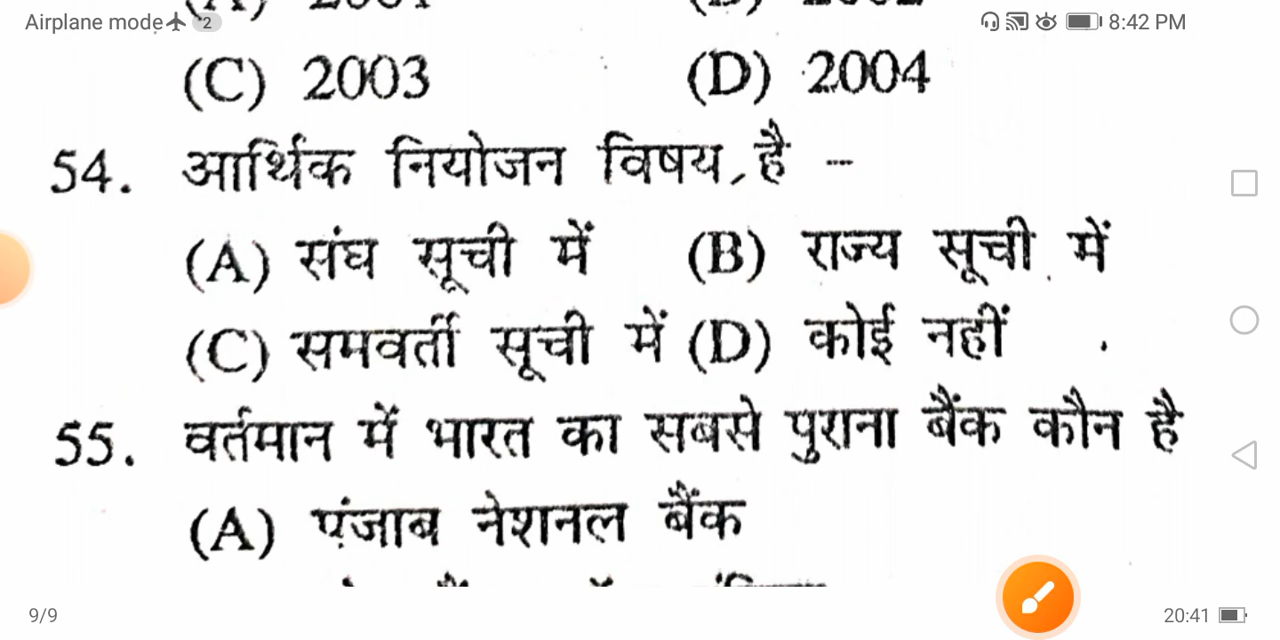 Airplane mode 2 8:42 PM
(C) 2003 (D) 2004
54. आर्थिक नियोजन विषय है --
(A) संघ सूची में (B) राज्य सूची में
(C) समवर्ती सूची में (D) कोई नहीं
55. वर्तमान में भारत का सबसे पुराना बैंक कौन है
(A) पंजाब नेशनल बैंक
9/9 20:41